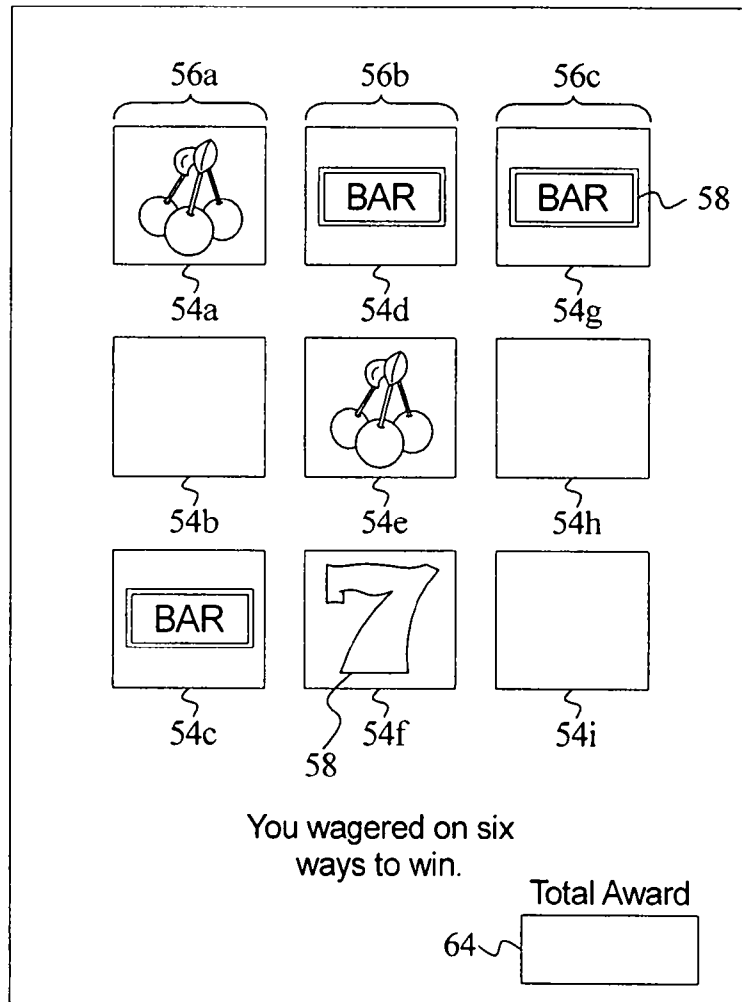 56a 56b 56c
BAR BAR 58
54a 54d 54g
54b 54e 54h
BAR 7
54c 58 54f 54i
You wagered on six
ways to win.
Total Award
64